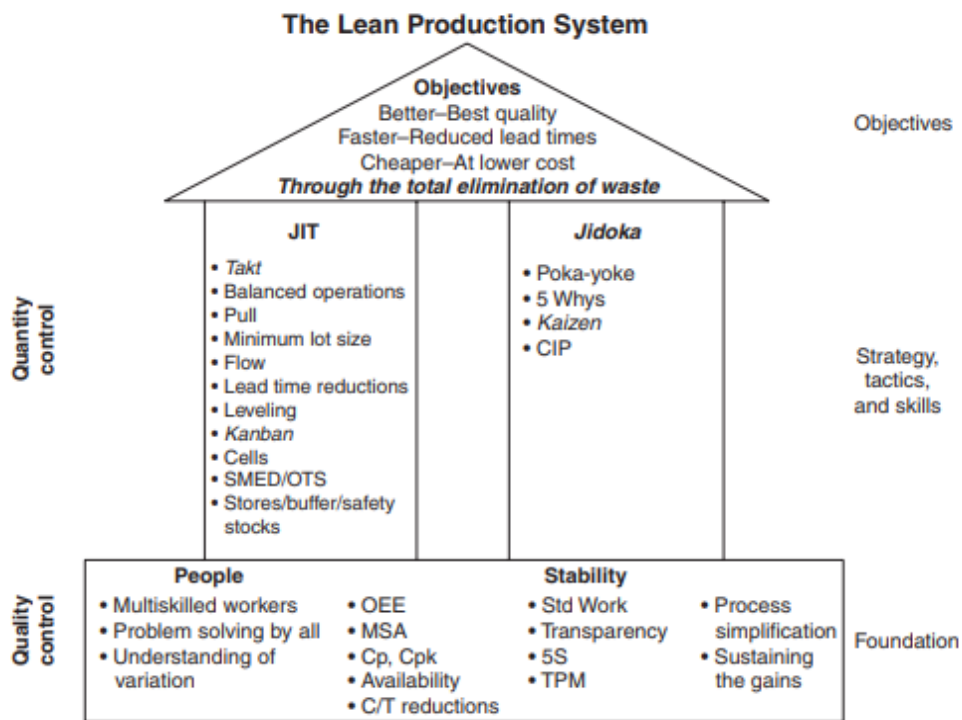 The Lean Production System
Objectives
Better–Best quality
Faster–Reduced lead times
Cheaper–At lower cost
Through the total elimination of waste
Objectives
Quantity
control
JIT
• Takt
• Balanced operations
• Pull
• Minimum lot size
• Flow
• Lead time reductions
• Leveling
• Kanban
• Cells
• SMED/OTS
• Stores/buffer/safety
stocks
Jidoka
• Poka-yoke
• 5 Whys
• Kaizen
• CIP
Strategy,
tactics,
and skills
Quality
control
People
• Multiskilled workers
• Problem solving by all
• Understanding of
variation
Stability
• OEE
• MSA
• Cp, Cpk
• Availability
• C/T reductions
• Std Work
• Transparency
• 5S
• TPM
• Process
simplification
• Sustaining
the gains
Foundation